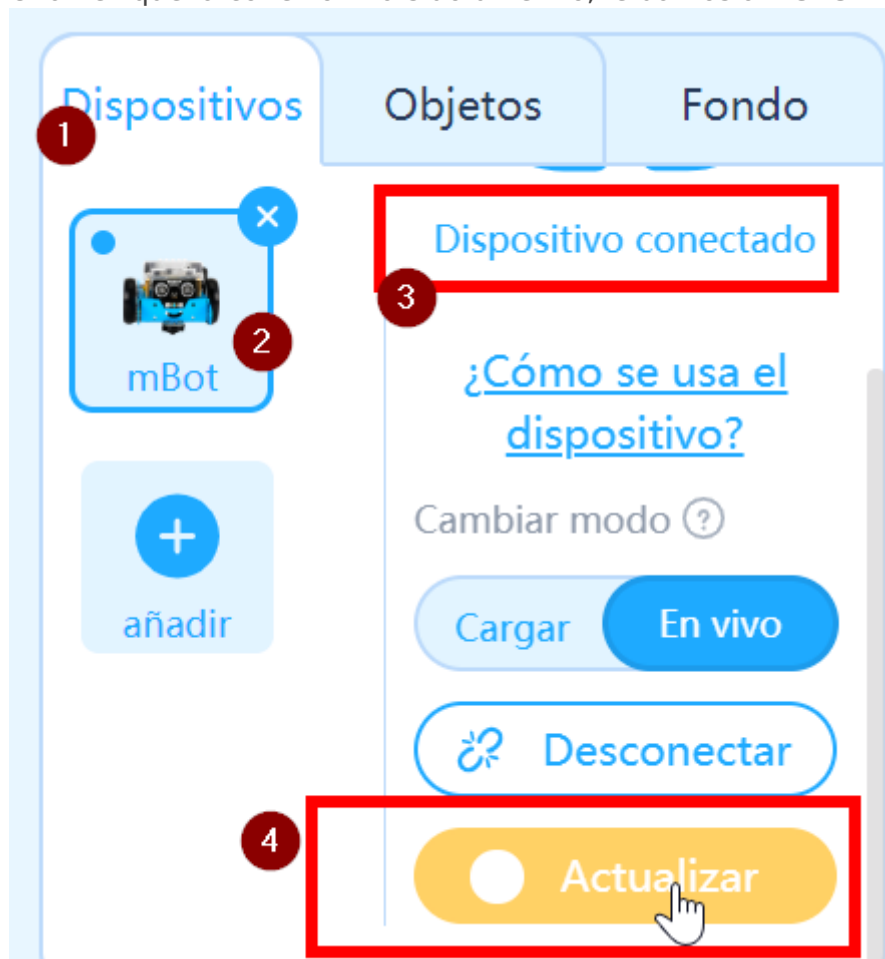 Dispositivos Objetos Fondo
1
Dispositivo conectado
3
2
mBot
¿Cómo se usa el
dispositivo?
Cambiar modo ?
añadir
Cargar En vivo
Desconectar
4
Actualizar